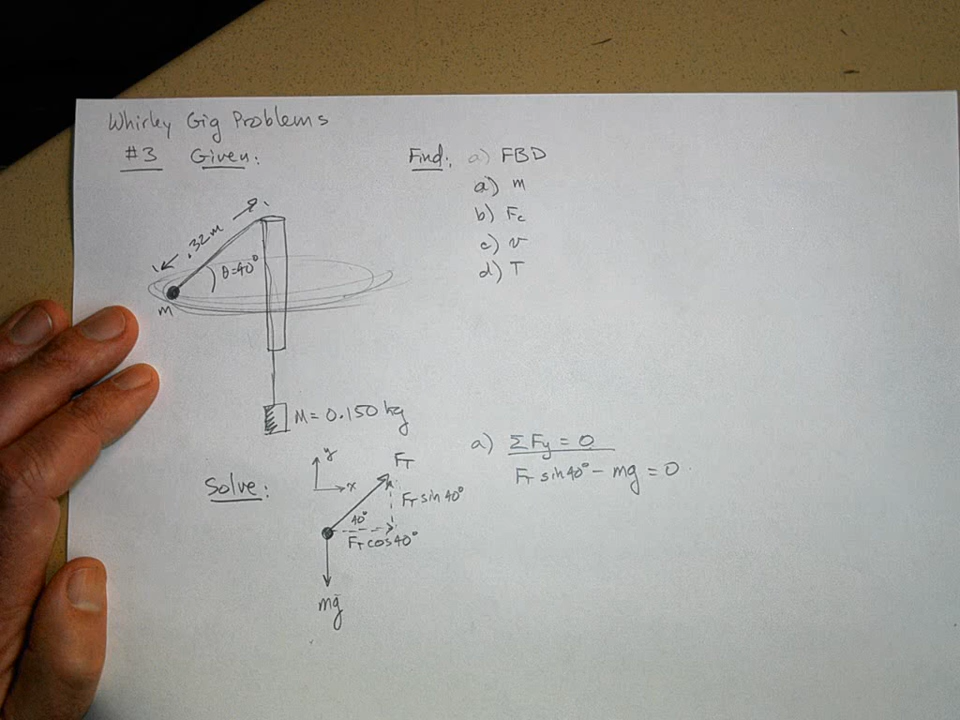 Whirley Gig Problems
#3 Given:
Find: a) FBD
a) m
b) Fc
c) v
d) T
.32m
θ=40°
m
M = 0.150 kg
Solve:
y
x
FT
FT sin 40°
40°
FT cos 40°
mg
a) ΣFy = 0
FT sin 40° - mg = 0